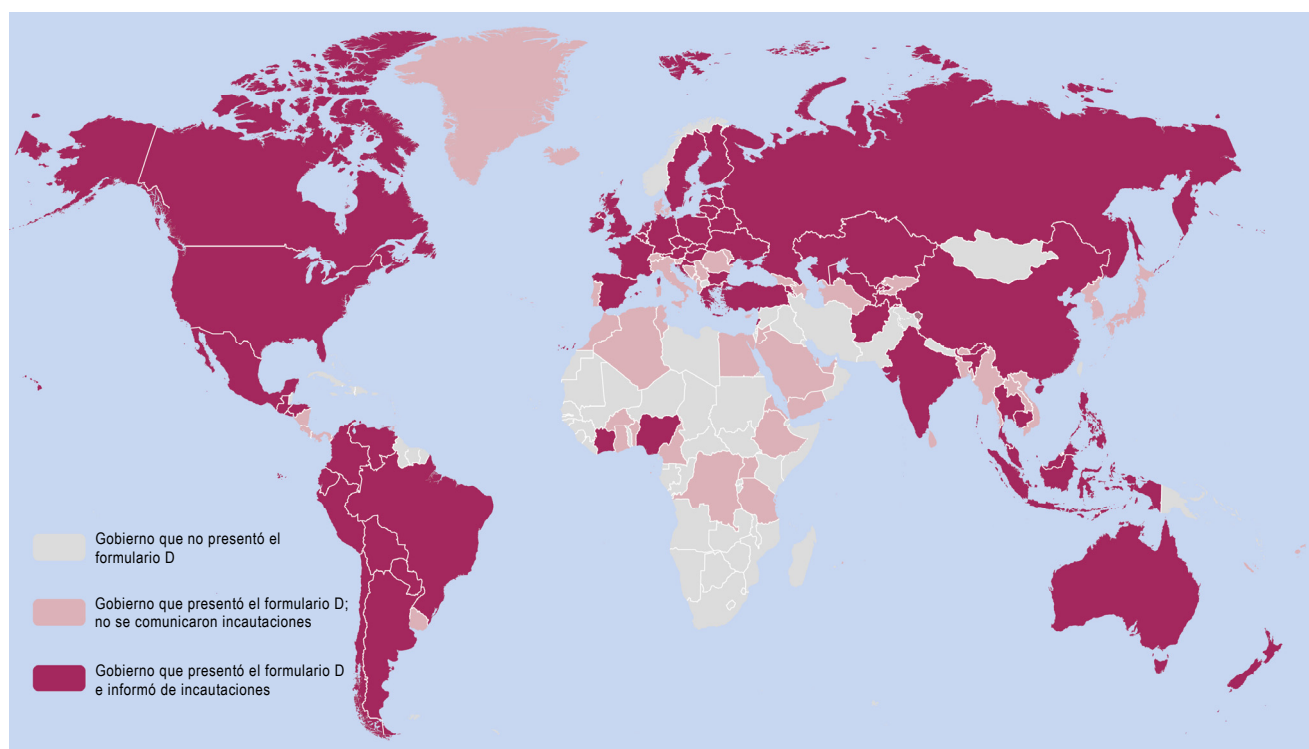 Gobierno que no presentó el
formulario D
Gobierno que presentó el formulario D;
no se comunicaron incautaciones
Gobierno que presentó el formulario D
e informó de incautaciones